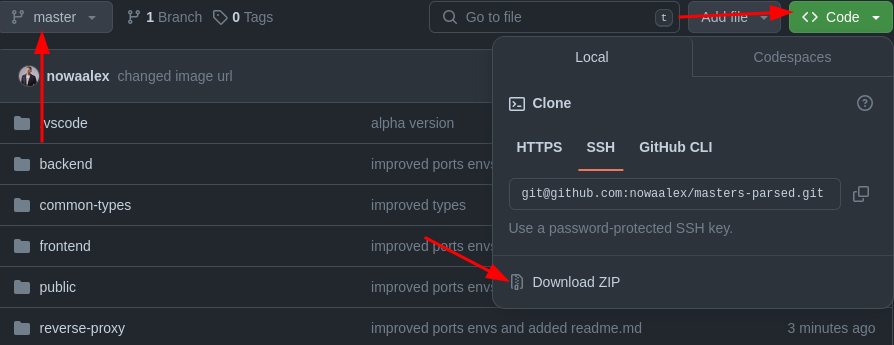 master 1 Branch 0 Tags Go to file t Add file Code
Local Codespaces
nowaalex changed image url
Clone
.vscode alpha version
HTTPS SSH GitHub CLI
backend improved ports envs
git@github.com:nowaalex/masters-parsed.git
common-types improved types
Use a password-protected SSH key.
frontend improved ports envs
public improved ports envs
Download ZIP
reverse-proxy improved ports envs and added readme.md 3 minutes ago